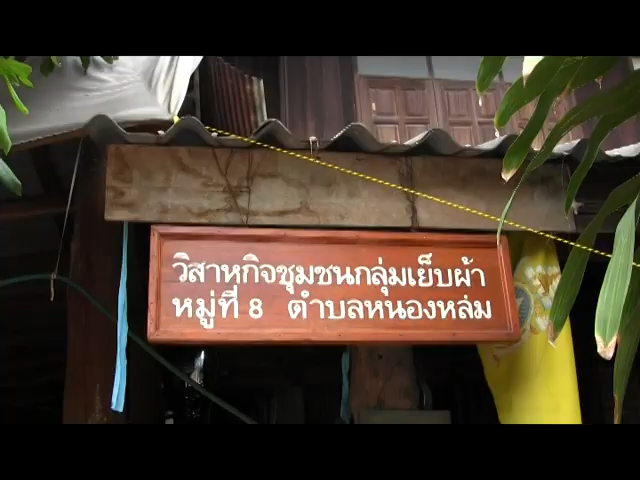 วิสาหกิจชุมชนกลุ่มเย็บผ้า
หมู่ที่ 8 ตำบลหนองหล่ม